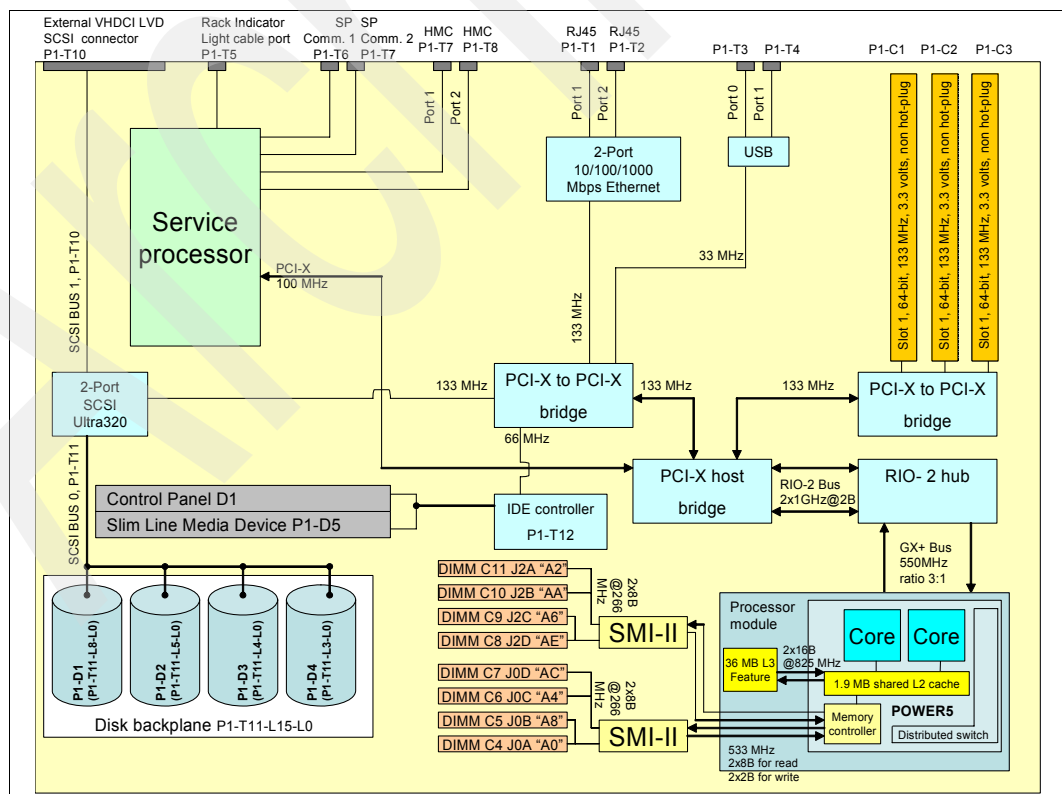 External VHDCI LVD
SCSI connector
P1-T10
Rack Indicator
Light cable port
P1-T5
SP
Comm. 1
P1-T6
SP
Comm. 2
P1-T7
HMC
P1-T7
HMC
P1-T8
RJ45
P1-T1
RJ45
P1-T2
P1-T3
P1-T4
P1-C1
P1-C2
P1-C3
Port 1
Port 2
Port 1
Port 2
Port 0
Port 1
2-Port
10/100/1000
Mbps Ethernet
USB
Slot 1, 64-bit, 133 MHz, 3.3 volts, non hot-plug
Slot 1, 64-bit, 133 MHz, 3.3 volts, non hot-plug
Slot 1, 64-bit, 133 MHz, 3.3 volts, non hot-plug
Service
processor
SCSI BUS 1, P1-T10
PCI-X
100 MHz
33 MHz
133 MHz
2-Port
SCSI
Ultra320
133 MHz
PCI-X to PCI-X
bridge
133 MHz
133 MHz
PCI-X to PCI-X
bridge
66 MHz
SCSI BUS 0, P1-T11
PCI-X host
bridge
RIO-2 Bus
2x1GHz@2B
RIO- 2 hub
Control Panel D1
Slim Line Media Device P1-D5
IDE controller
P1-T12
GX+ Bus
550MHz
ratio 3:1
P1-D1
(P1-T11-L8-L0)
P1-D2
(P1-T11-L5-L0)
P1-D3
(P1-T11-L4-L0)
P1-D4
(P1-T11-L3-L0)
Disk backplane P1-T11-L15-L0
DIMM C11 J2A “A2”
DIMM C10 J2B “AA”
DIMM C9 J2C “A6”
DIMM C8 J2D “AE”
2x8B
@266
MHz
SMI-II
DIMM C7 J0D “AC”
DIMM C6 J0C “A4”
DIMM C5 J0B “A8”
DIMM C4 J0A “A0”
2x8B
@266
MHz
SMI-II
Processor
module
Core
Core
2x16B
@825 MHz
36 MB L3
Feature
1.9 MB shared L2 cache
POWER5
Memory
controller
Distributed switch
533 MHz
2x8B for read
2x2B for write